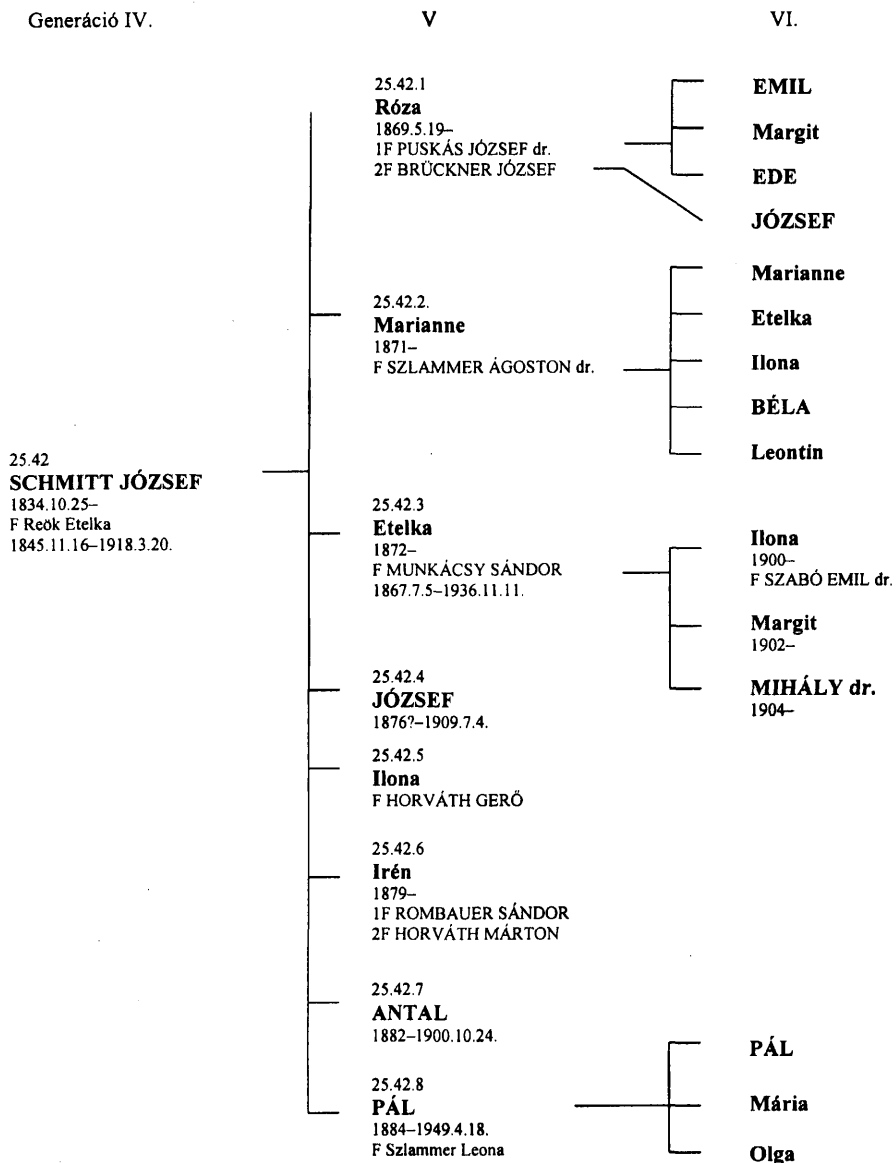 Generáció IV.
V
VI.
25.42
SCHMITT JÓZSEF
1834.10.25–
F Reök Etelka
1845.11.16–1918.3.20.
25.42.1
Róza
1869.5.19–
1F PUSKÁS JÓZSEF dr.
2F BRÜCKNER JÓZSEF
EMIL
Margit
EDE
JÓZSEF
25.42.2.
Marianne
1871–
F SZLAMMER ÁGOSTON dr.
Marianne
Etelka
Ilona
BÉLA
Leontin
25.42.3
Etelka
1872–
F MUNKÁCSY SÁNDOR
1867.7.5–1936.11.11.
Ilona
1900–
F SZABÓ EMIL dr.
Margit
1902–
MIHÁLY dr.
1904–
25.42.4
JÓZSEF
1876?–1909.7.4.
25.42.5
Ilona
F HORVÁTH GERŐ
25.42.6
Irén
1879–
1F ROMBAUER SÁNDOR
2F HORVÁTH MÁRTON
25.42.7
ANTAL
1882–1900.10.24.
25.42.8
PÁL
1884–1949.4.18.
F Szlammer Leona
PÁL
Mária
Olga